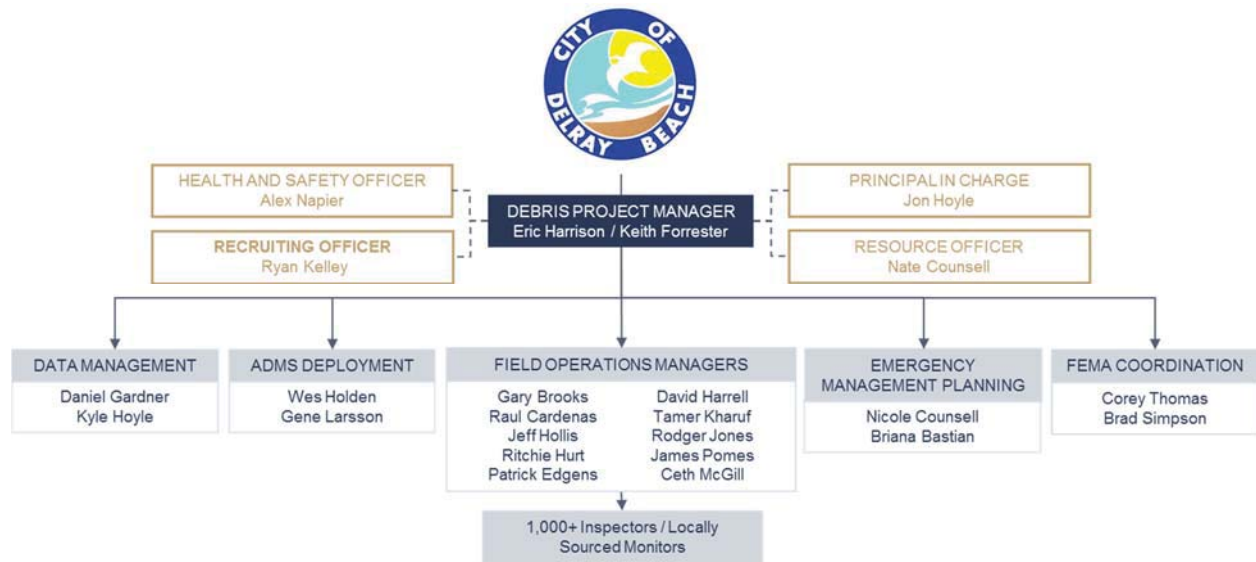 CITY OF
DELRAY BEACH
HEALTH AND SAFETY OFFICER
Alex Napier
RECRUITING OFFICER
Ryan Kelley
DEBRIS PROJECT MANAGER
Eric Harrison / Keith Forrester
PRINCIPAL IN CHARGE
Jon Hoyle
RESOURCE OFFICER
Nate Counsell
DATA MANAGEMENT
Daniel Gardner
Kyle Hoyle
ADMS DEPLOYMENT
Wes Holden
Gene Larsson
FIELD OPERATIONS MANAGERS
Gary Brooks
Raul Cardenas
Jeff Hollis
Ritchie Hurt
Patrick Edgens
David Harrell
Tamer Kharuf
Rodger Jones
James Pomes
Ceth McGill
EMERGENCY
MANAGEMENT PLANNING
Nicole Counsell
Briana Bastian
FEMA COORDINATION
Corey Thomas
Brad Simpson
1,000+ Inspectors / Locally
Sourced Monitors